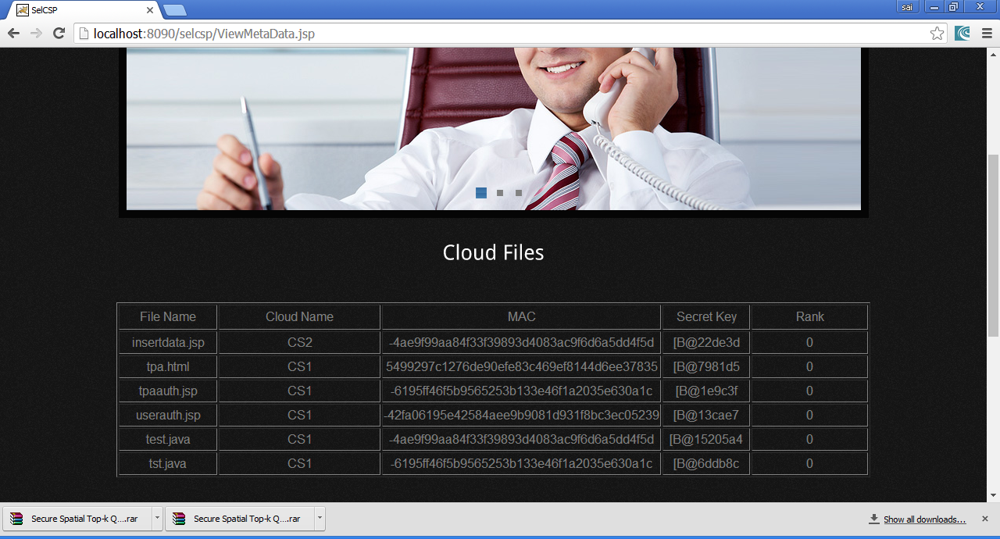 SelCSP
sai
localhost:8090/selcsp/ViewMetaData.jsp
Cloud Files
File Name Cloud Name MAC Secret Key Rank
insertdata.jsp CS2 -4ae9f99aa84f33f39893d4083ac9f6d6a5dd4f5d [B@22de3d 0
tpa.html CS1 5499297c1276de90efe83c469ef8144d6ee37835 [B@7981d5 0
tpaauth.jsp CS1 -6195ff46f5b9565253b133e46f1a2035e630a1c [B@1e9c3f 0
userauth.jsp CS1 -42fa06195e42584aee9b9081d931f8bc3ec05239 [B@13cae7 0
test.java CS1 -4ae9f99aa84f33f39893d4083ac9f6d6a5dd4f5d [B@15205a4 0
tst.java CS1 -6195ff46f5b9565253b133e46f1a2035e630a1c [B@6ddb8c 0
Secure Spatial Top-k Q....rar Secure Spatial Top-k Q....rar Show all downloads...